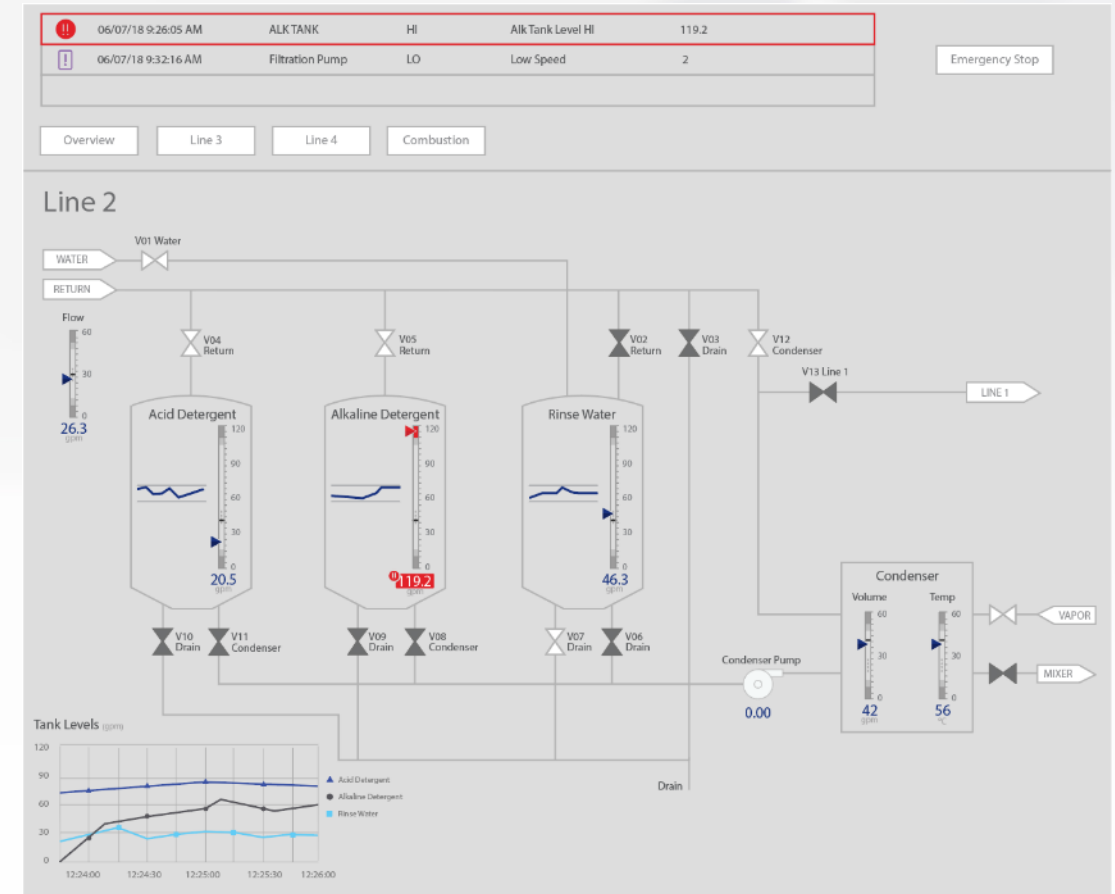 06/07/18 9:26:05 AM ALK TANK HI Alk Tank Level HI 119.2
06/07/18 9:32:16 AM Filtration Pump LO Low Speed 2
Emergency Stop
Overview Line 3 Line 4 Combustion
Line 2
V01 Water
WATER
RETURN
Flow
60
30
0
26.3
gpm
V04
Return
V05
Return
V02
Return
V03
Drain
V12
Condenser
V13 Line 1
LINE 1
Acid Detergent
120
90
60
30
0
20.5
gpm
Alkaline Detergent
120
90
60
30
0
119.2
gpm
Rinse Water
120
90
60
30
0
46.3
gpm
V10
Drain
V11
Condenser
V09
Drain
V08
Condenser
V07
Drain
V06
Drain
Condenser Pump
0.00
Condenser
Volume
60
30
0
42
gpm
Temp
60
30
0
56
°C
VAPOR
MIXER
Drain
Tank Levels (gpm)
120
90
60
30
0
12:24:00 12:24:30 12:25:00 12:25:30 12:26:00
Acid Detergent
Alkaline Detergent
Rinse Water